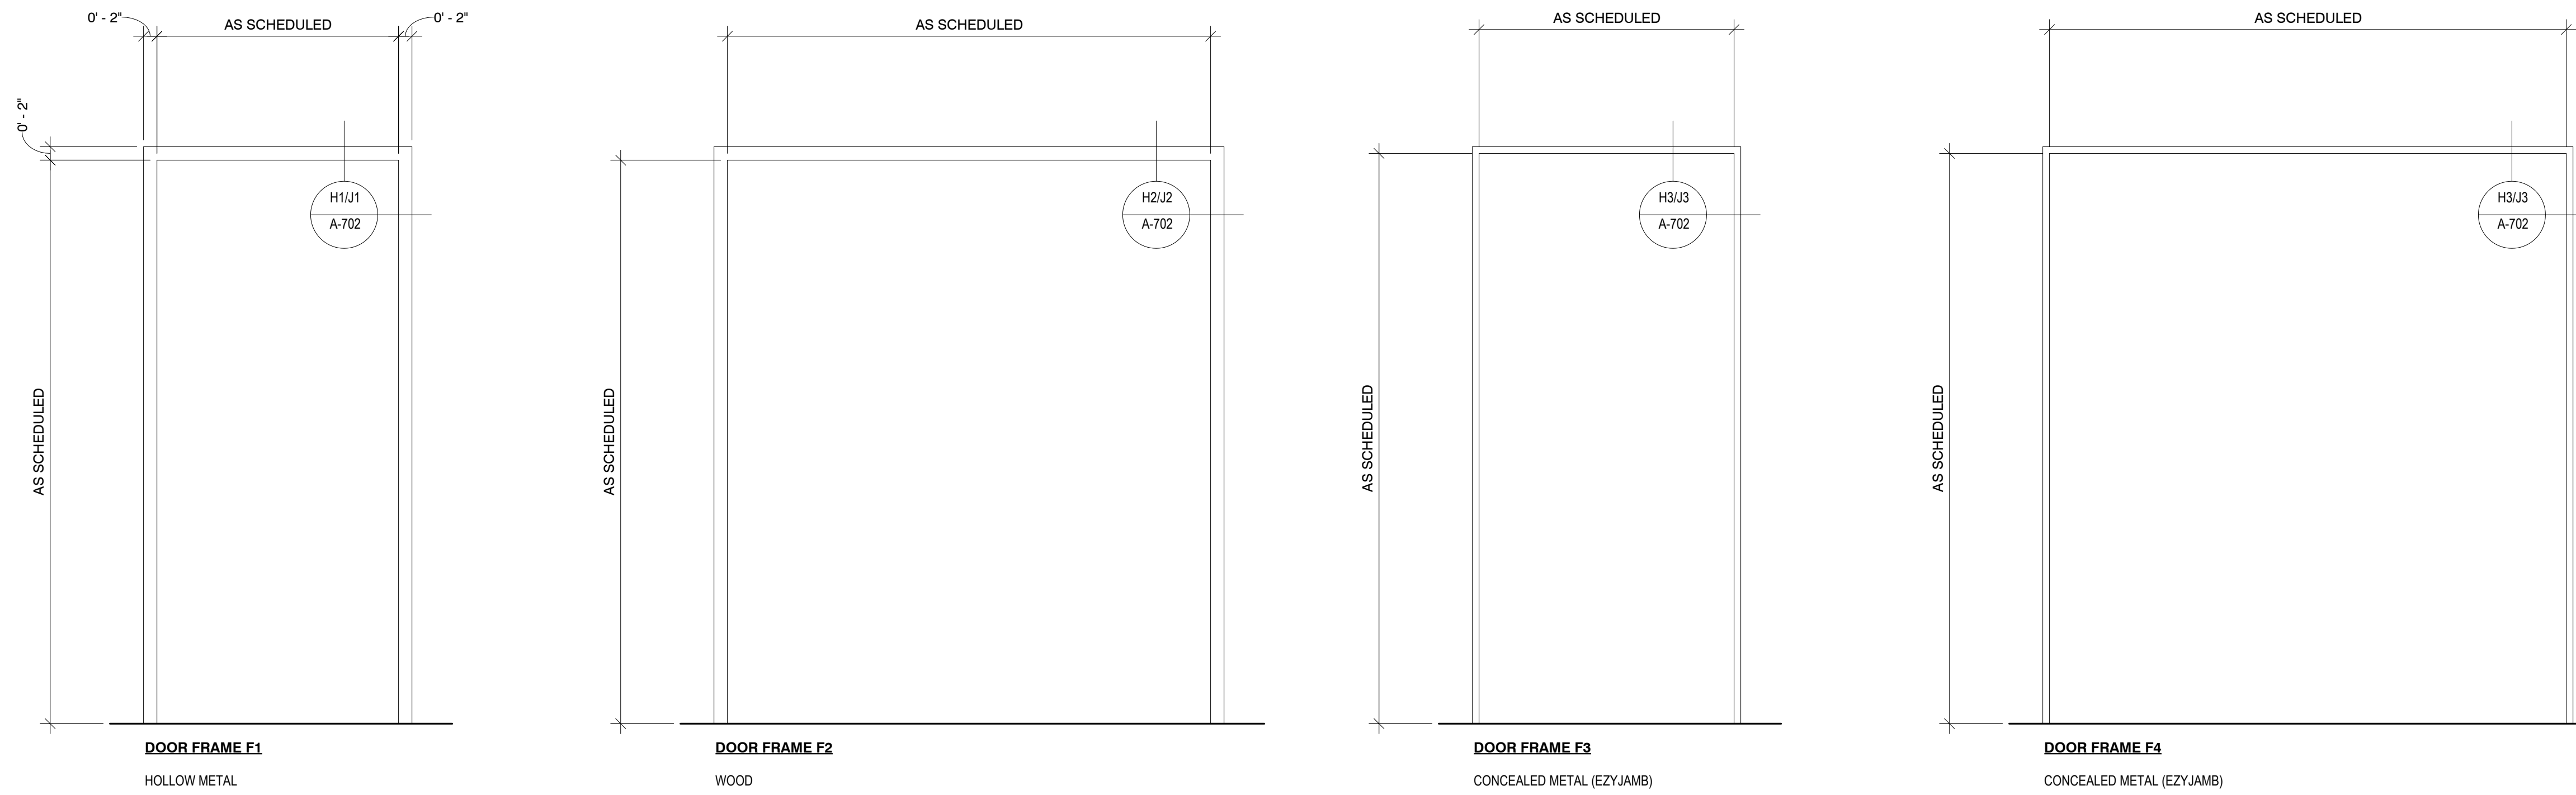 0' - 2"
AS SCHEDULED
0' - 2"
0' - 2"
AS SCHEDULED
H1/J1
A-702
DOOR FRAME F1
HOLLOW METAL
AS SCHEDULED
AS SCHEDULED
H2/J2
A-702
DOOR FRAME F2
WOOD
AS SCHEDULED
AS SCHEDULED
H3/J3
A-702
DOOR FRAME F3
CONCEALED METAL (EZYJAMB)
AS SCHEDULED
AS SCHEDULED
H3/J3
A-702
DOOR FRAME F4
CONCEALED METAL (EZYJAMB)